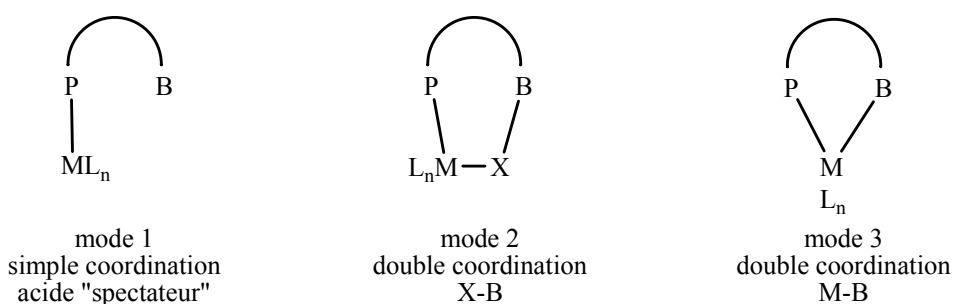 P B
ML_n
mode 1
simple coordination
acide "spectateur"
P B
L_nM X
mode 2
double coordination
X-B
P B
M
L_n
mode 3
double coordination
M-B